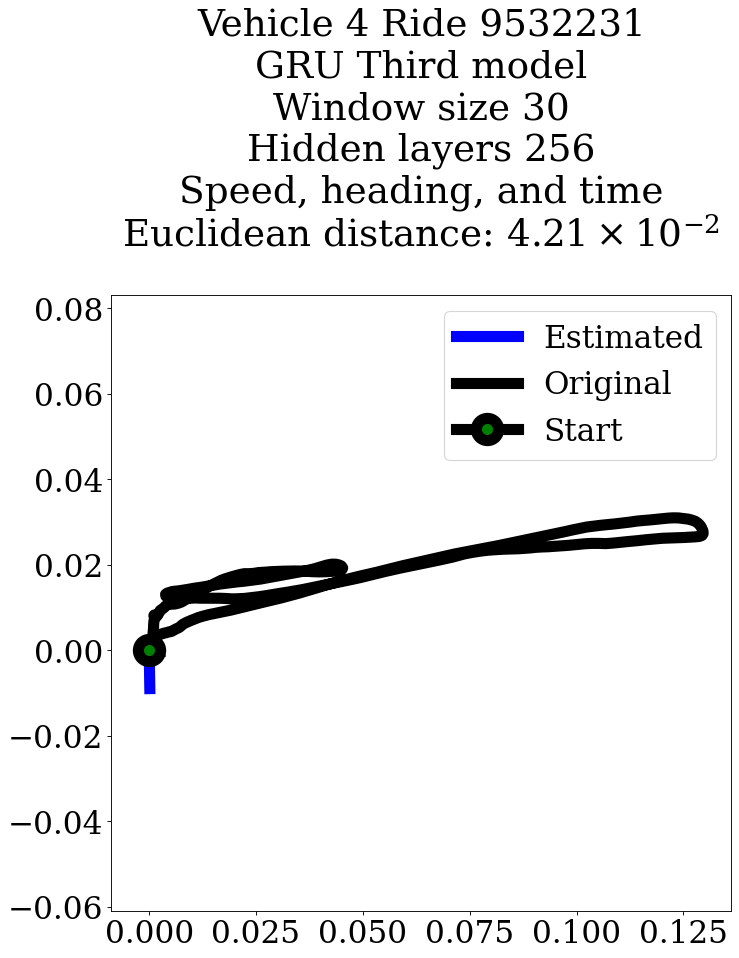 Vehicle 4 Ride 9532231
GRU Third model
Window size 30
Hidden layers 256
Speed, heading, and time
Euclidean distance: 4.21 × 10⁻²
Estimated
Original
Start
0.08
0.06
0.04
0.02
0.00
−0.02
−0.04
−0.06
0.000 0.025 0.050 0.075 0.100 0.125